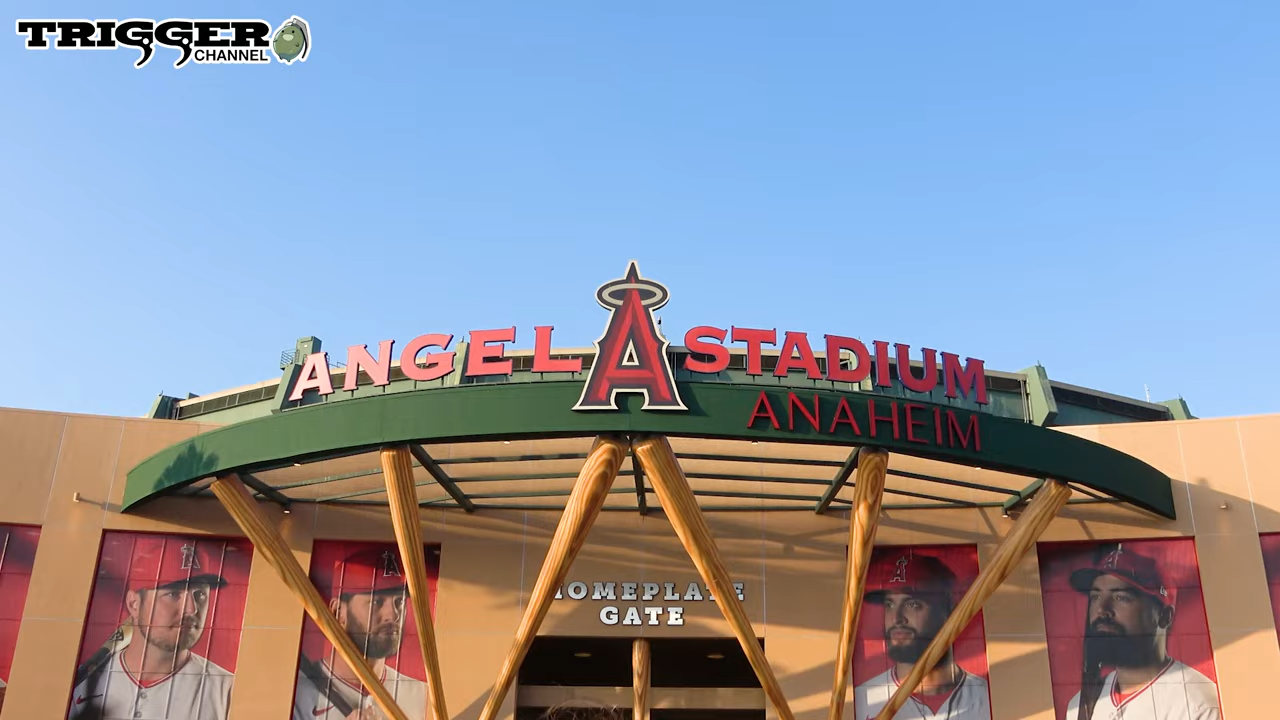 TRIGGER
CHANNEL
ANGEL A STADIUM
ANAHEIM
HOMEPLATE
GATE